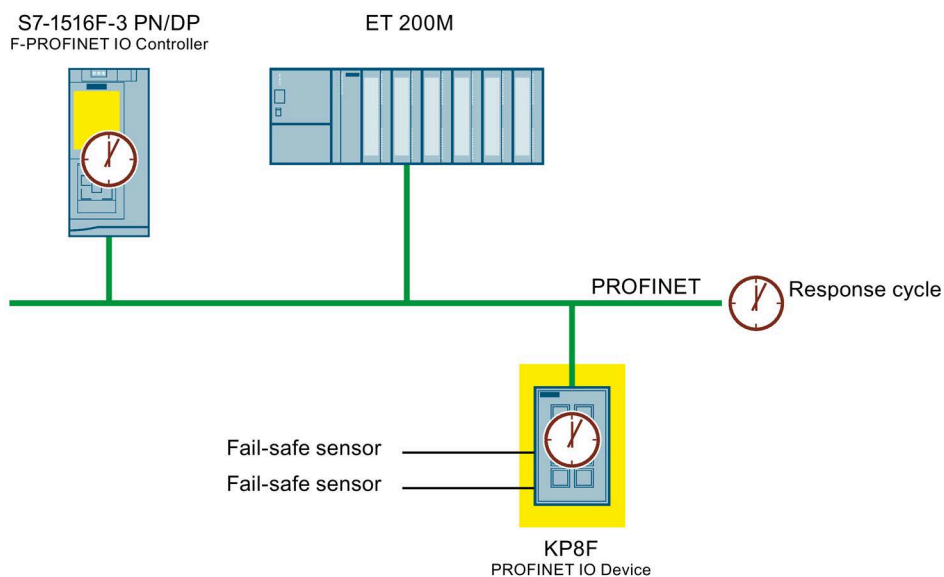 S7-1516F-3 PN/DP
F-PROFINET IO Controller
ET 200M
PROFINET
Response cycle
Fail-safe sensor
Fail-safe sensor
KP8F
PROFINET IO Device